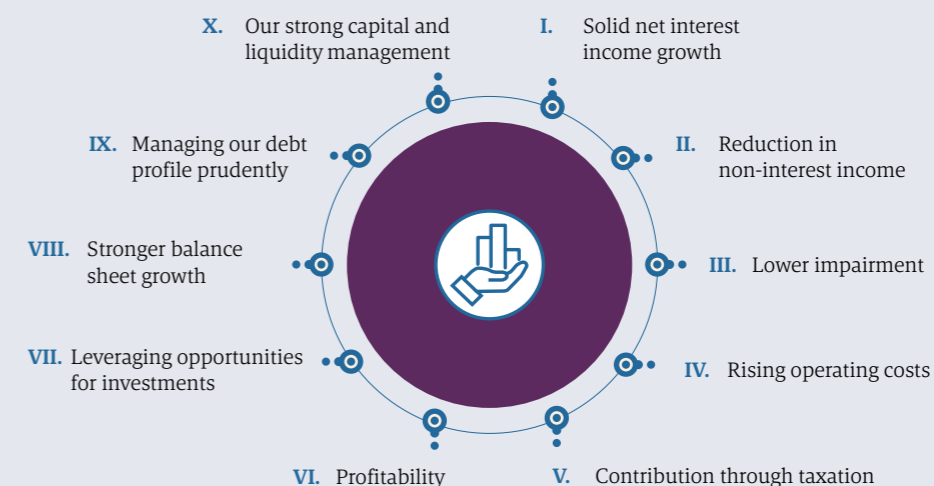 I. Solid net interest
income growth
II. Reduction in
non-interest income
III. Lower impairment
IV. Rising operating costs
V. Contribution through taxation
VI. Profitability
VII. Leveraging opportunities
for investments
VIII. Stronger balance
sheet growth
IX. Managing our debt
profile prudently
X. Our strong capital and
liquidity management